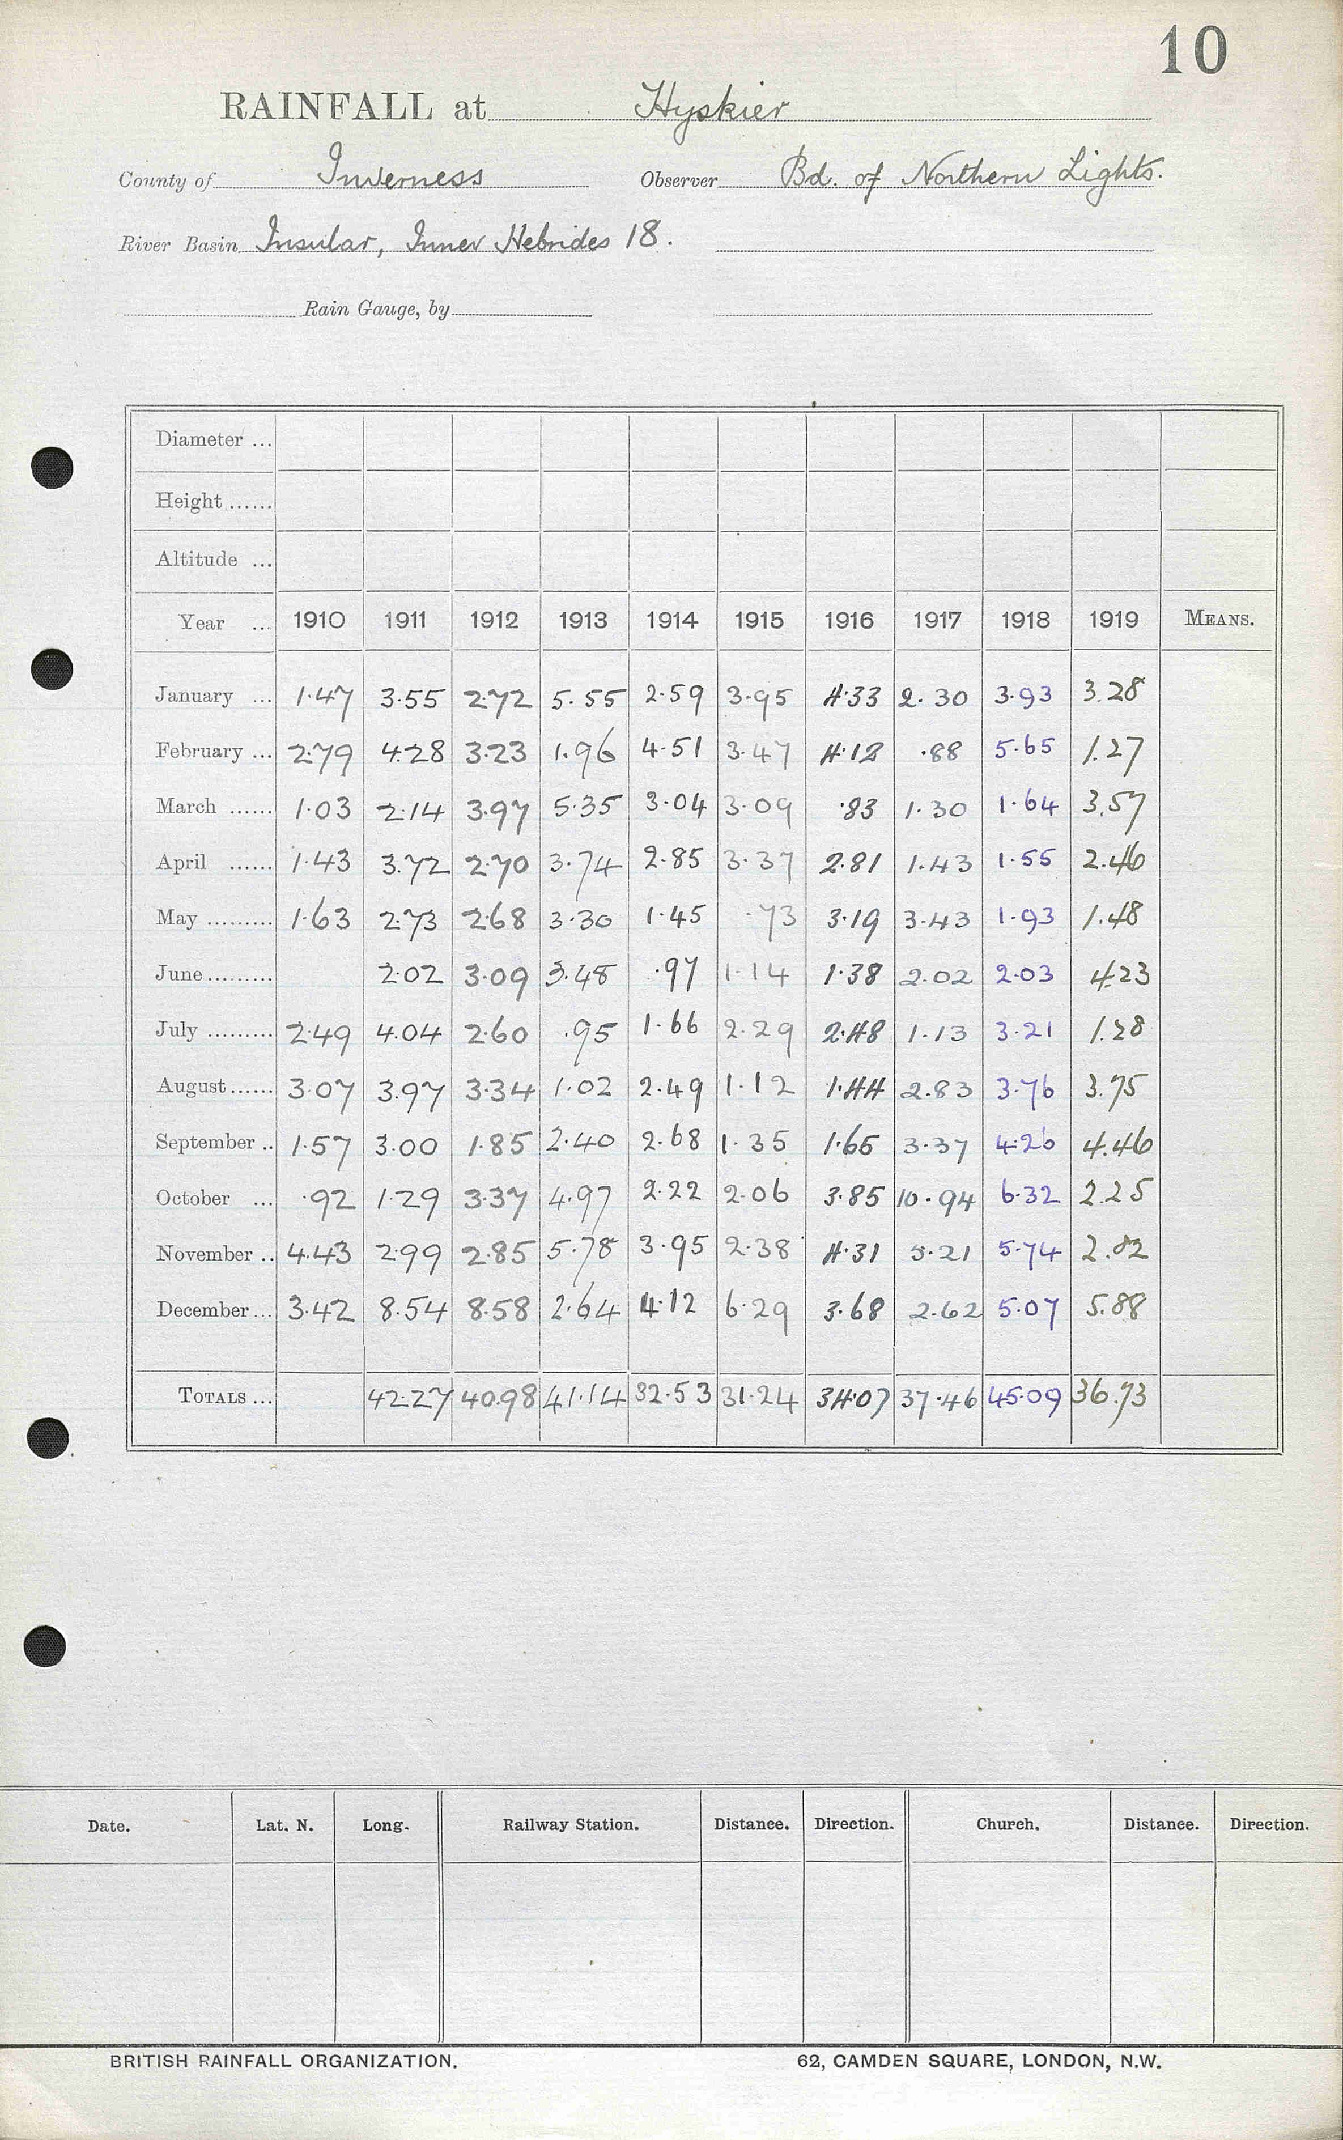 10
RAINFALL at Hyskier
County of Inverness Observer Bd. of Northern Lights.
River Basin Insular, Inner Hebrides 18.
Rain Gauge, by
Diameter ...
Height ......
Altitude ...
Year ... 1910 1911 1912 1913 1914 1915 1916 1917 1918 1919 MEANS.
January ... 1.47 3.55 2.72 5.55 2.59 3.95 4.33 2.30 3.93 3.28
February ... 2.79 4.28 3.23 1.96 4.51 3.47 4.12 .88 5.65 1.27
March ...... 1.03 2.14 3.97 5.35 3.04 3.09 .83 1.30 1.64 3.57
April ...... 1.43 3.72 2.70 3.74 2.85 3.37 2.81 1.43 1.55 2.46
May ......... 1.63 2.73 2.68 3.30 1.45 .73 3.19 3.43 1.93 1.48
June ......... 2.02 3.09 3.48 .97 1.14 1.38 2.02 2.03 4.23
July ......... 2.49 4.04 2.60 .95 1.66 2.29 2.48 1.13 3.21 1.28
August ...... 3.07 3.97 3.34 1.02 2.49 1.12 1.44 2.83 3.76 3.75
September .. 1.57 3.00 1.85 2.40 2.68 1.35 1.65 3.37 4.26 4.46
October ... .92 1.29 3.37 4.97 2.22 2.06 3.85 10.94 6.32 2.25
November .. 4.43 2.99 2.85 5.78 3.95 2.38 4.31 5.21 5.74 2.82
December ... 3.42 8.54 8.58 2.64 4.12 6.29 3.68 2.62 5.07 5.88
TOTALS ... 42.27 40.98 41.14 32.53 31.24 34.07 37.46 45.09 36.73
Date. Lat. N. Long. Railway Station. Distance. Direction. Church. Distance. Direction.
BRITISH RAINFALL ORGANIZATION. 62, CAMDEN SQUARE, LONDON, N.W.